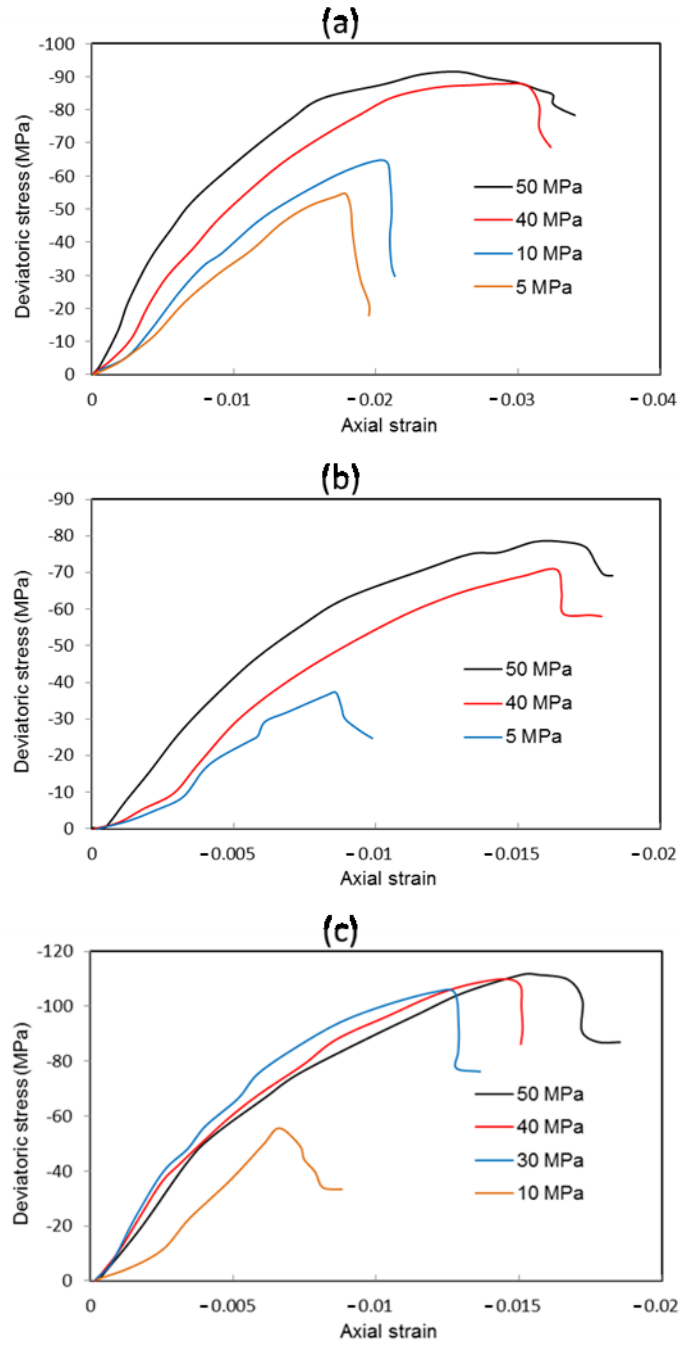 (a)
-100
-90
-80
-70
-60
-50
-40
-30
-20
-10
0
Deviatoric stress (MPa)
50 MPa
40 MPa
10 MPa
5 MPa
0 -0.01 -0.02 -0.03 -0.04
Axial strain
(b)
-90
-80
-70
-60
-50
-40
-30
-20
-10
0
Deviatoric stress (MPa)
50 MPa
40 MPa
5 MPa
0 -0.005 -0.01 -0.015 -0.02
Axial strain
(c)
-120
-100
-80
-60
-40
-20
0
Deviatoric stress (MPa)
50 MPa
40 MPa
30 MPa
10 MPa
0 -0.005 -0.01 -0.015 -0.02
Axial strain